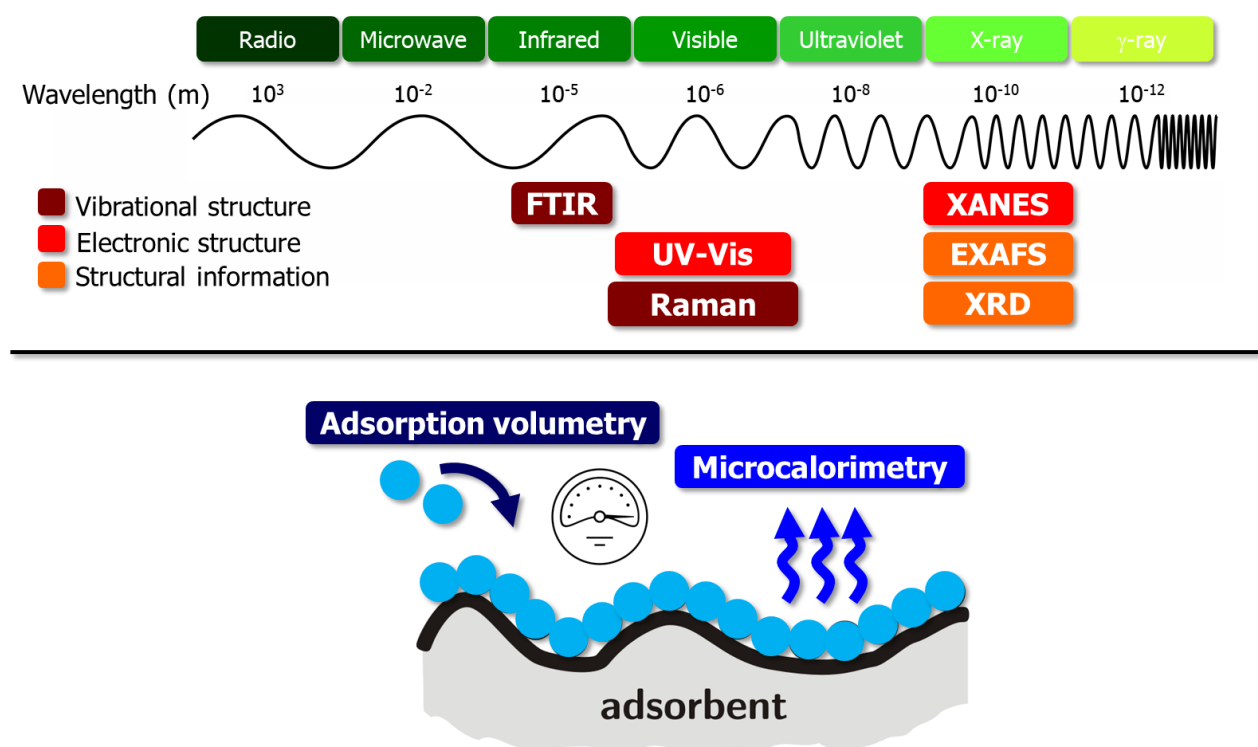 Radio Microwave Infrared Visible Ultraviolet X-ray γ-ray
Wavelength (m) 10³ 10⁻² 10⁻⁵ 10⁻⁶ 10⁻⁸ 10⁻¹⁰ 10⁻¹²
Vibrational structure
Electronic structure
Structural information
FTIR
XANES
UV-Vis
EXAFS
Raman
XRD
Adsorption volumetry
Microcalorimetry
adsorbent